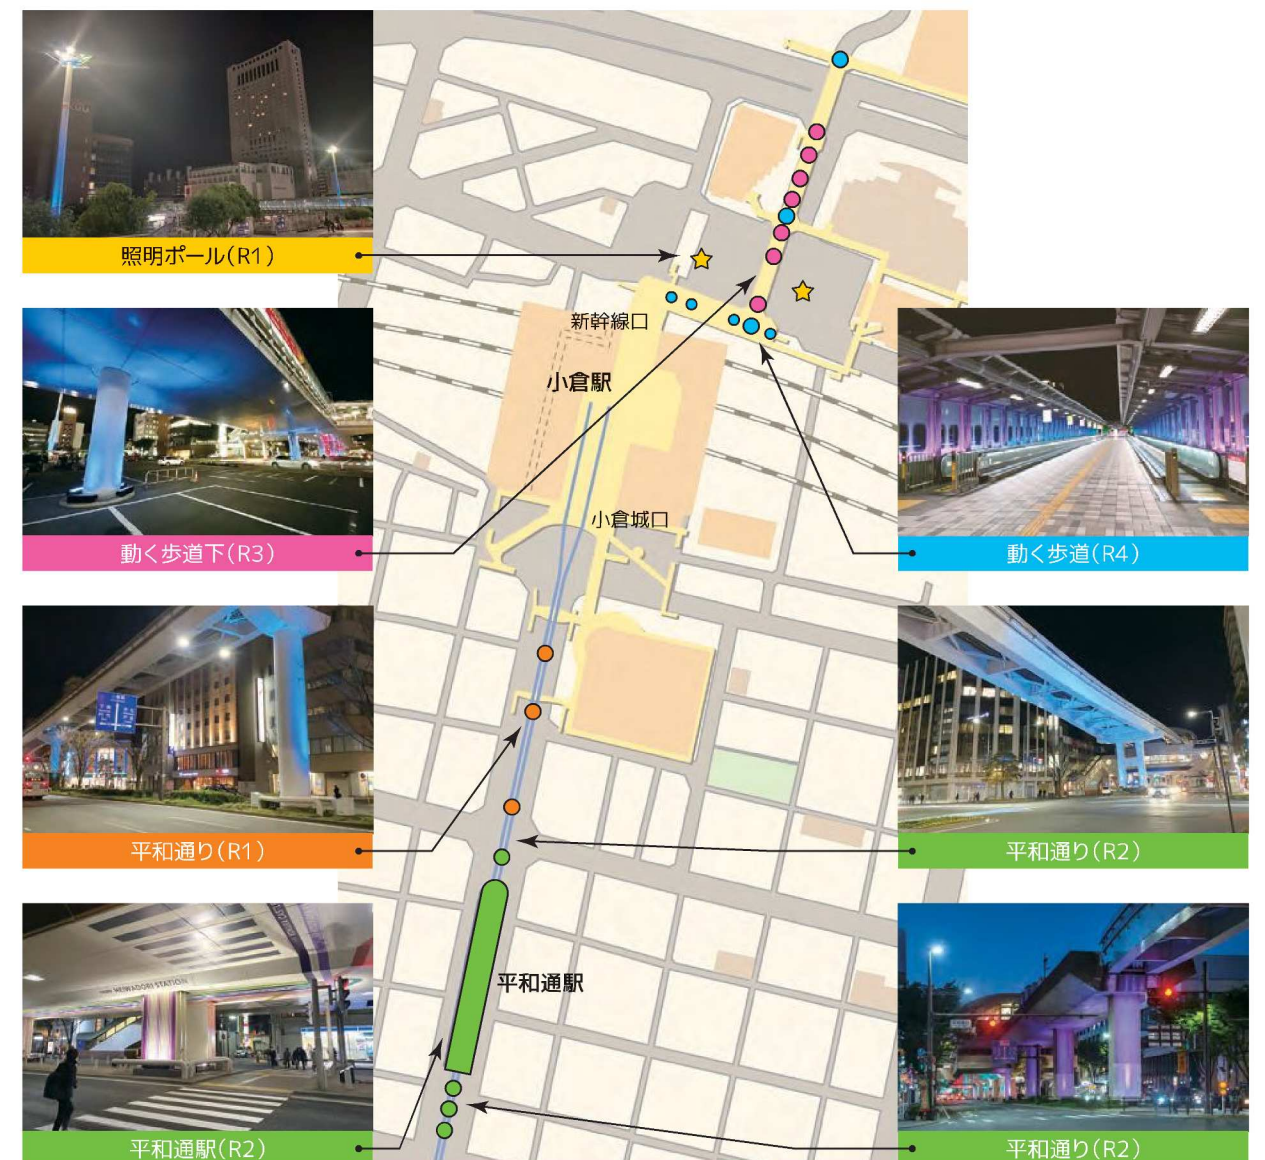 照明ポール(R1)
新幹線口
小倉駅
動く歩道下(R3)
小倉城口
動く歩道(R4)
平和通り(R1)
平和通り(R2)
平和通駅
HEIWADORI STATION
平和通駅(R2)
平和通り(R2)